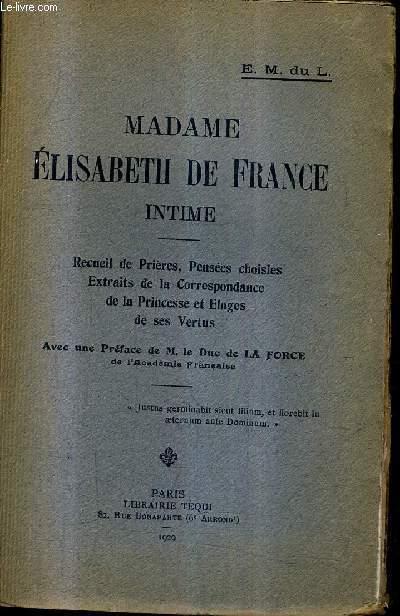 Le-livre.com
E. M. du L.
MADAME
ÉLISABETH DE FRANCE
INTIME
Recueil de Prières, Pensées choisies
Extraits de la Correspondance
de la Princesse et Eloges
de ses Vertus
Avec une Préface de M. le Duc de LA FORCE
de l'Académie Française
« Justus germinabit sicut lilium, et florebit in
æternum ante Dominum. »
PARIS
LIBRAIRIE TEQUI
82, RUE BONAPARTE (6e ARRONDt)